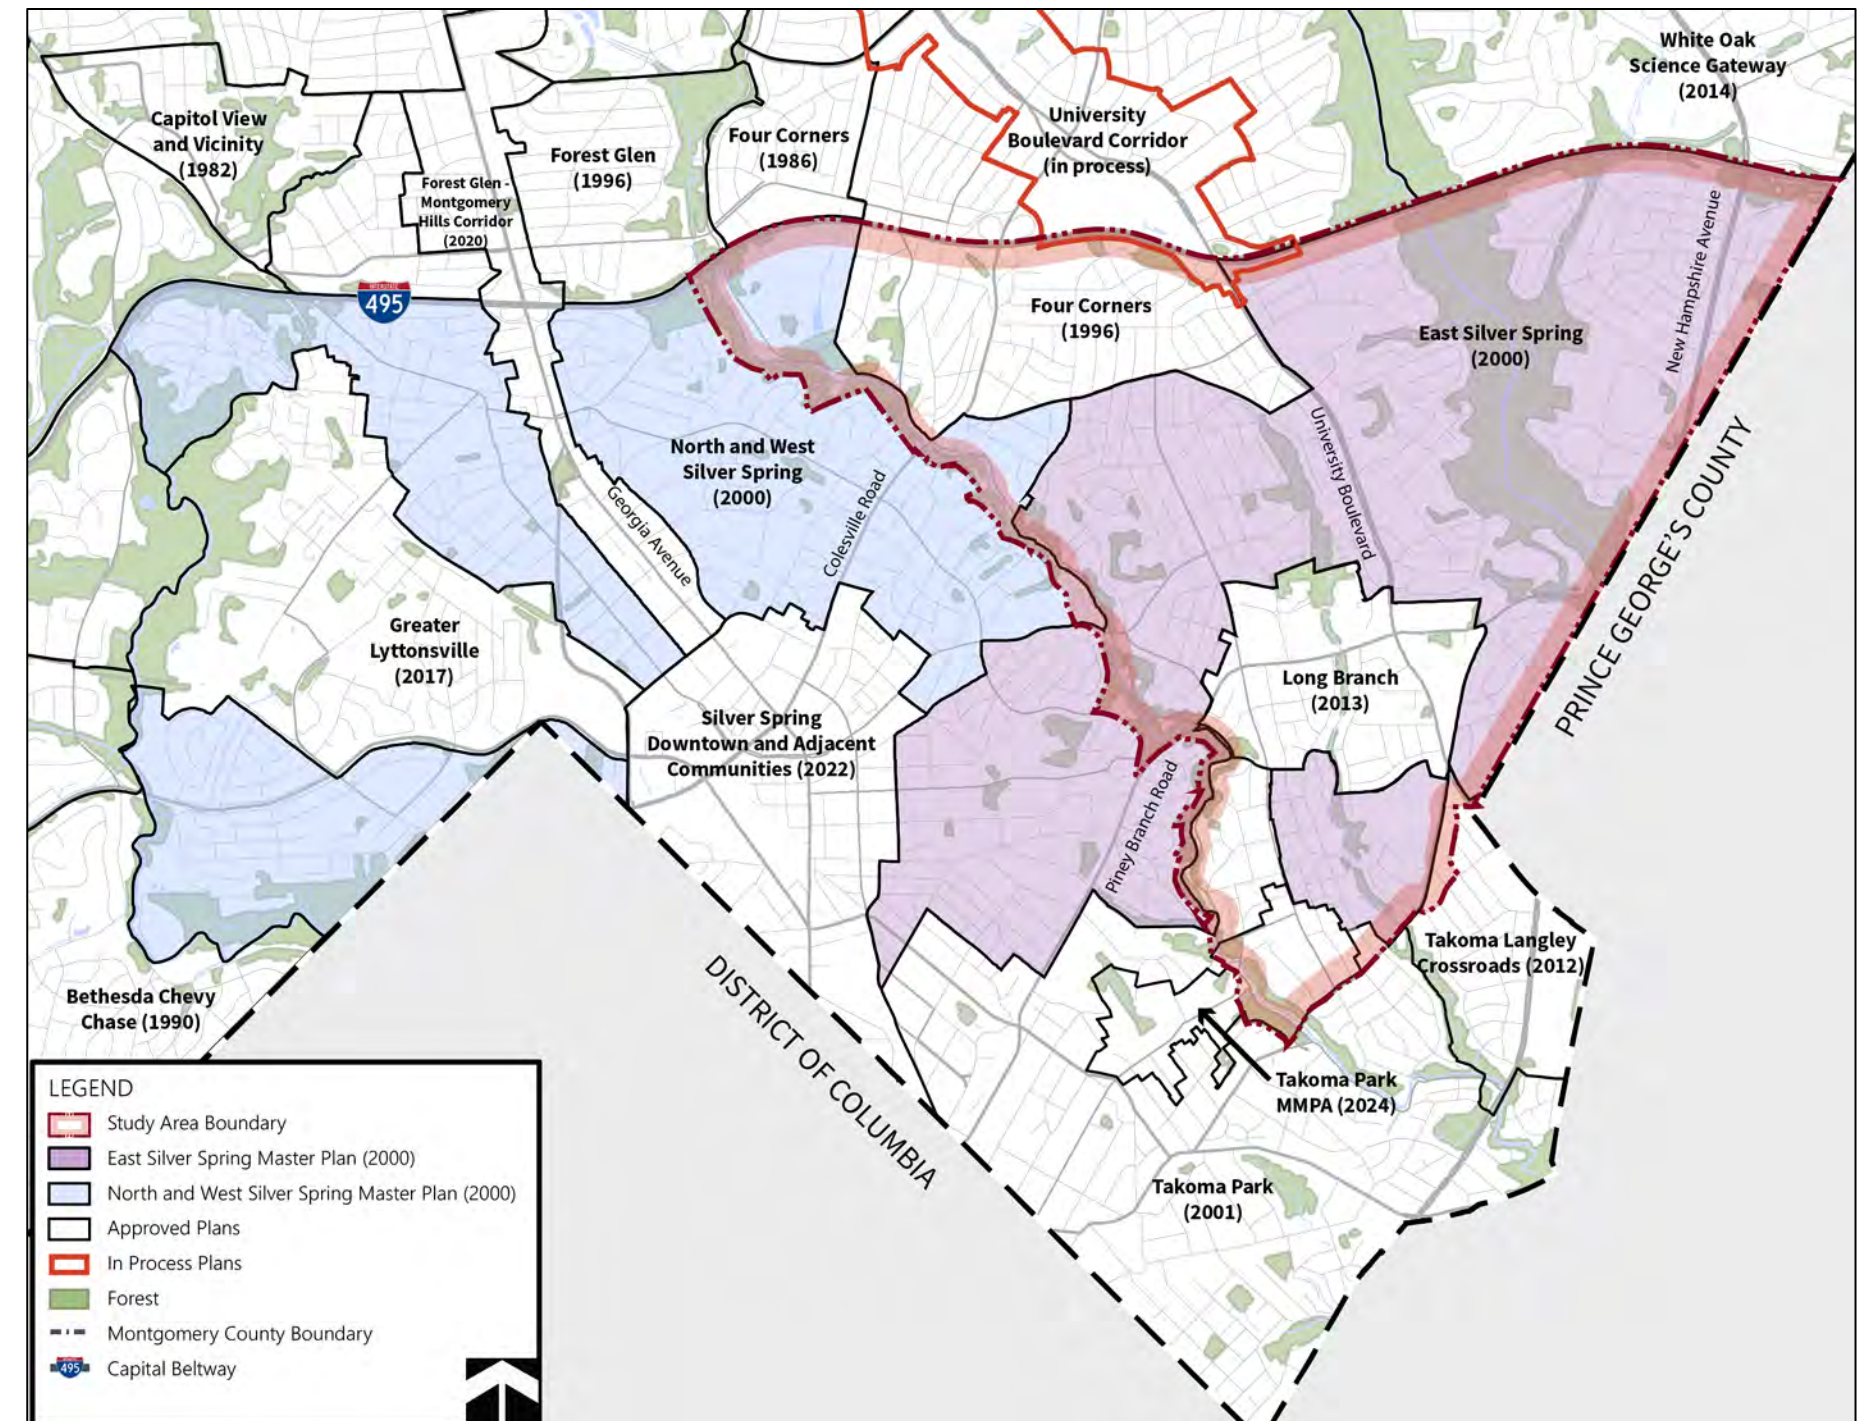 White Oak
Science Gateway
(2014)
Capitol View
and Vicinity
(1982)
Forest Glen -
Montgomery
Hills Corridor
(2020)
Forest Glen
(1996)
Four Corners
(1986)
University
Boulevard Corridor
(in process)
INTERSTATE
495
Four Corners
(1996)
East Silver Spring
(2000)
New Hampshire Avenue
North and West
Silver Spring
(2000)
Georgia Avenue
Colesville Road
University Boulevard
PRINCE GEORGE'S COUNTY
Greater
Lyttonsville
(2017)
Silver Spring
Downtown and Adjacent
Communities (2022)
Long Branch
(2013)
Piney Branch Road
Takoma Langley
Crossroads (2012)
Bethesda Chevy
Chase (1990)
DISTRICT OF COLUMBIA
Takoma Park
MMPA (2024)
Takoma Park
(2001)
LEGEND
Study Area Boundary
East Silver Spring Master Plan (2000)
North and West Silver Spring Master Plan (2000)
Approved Plans
In Process Plans
Forest
Montgomery County Boundary
495
Capital Beltway